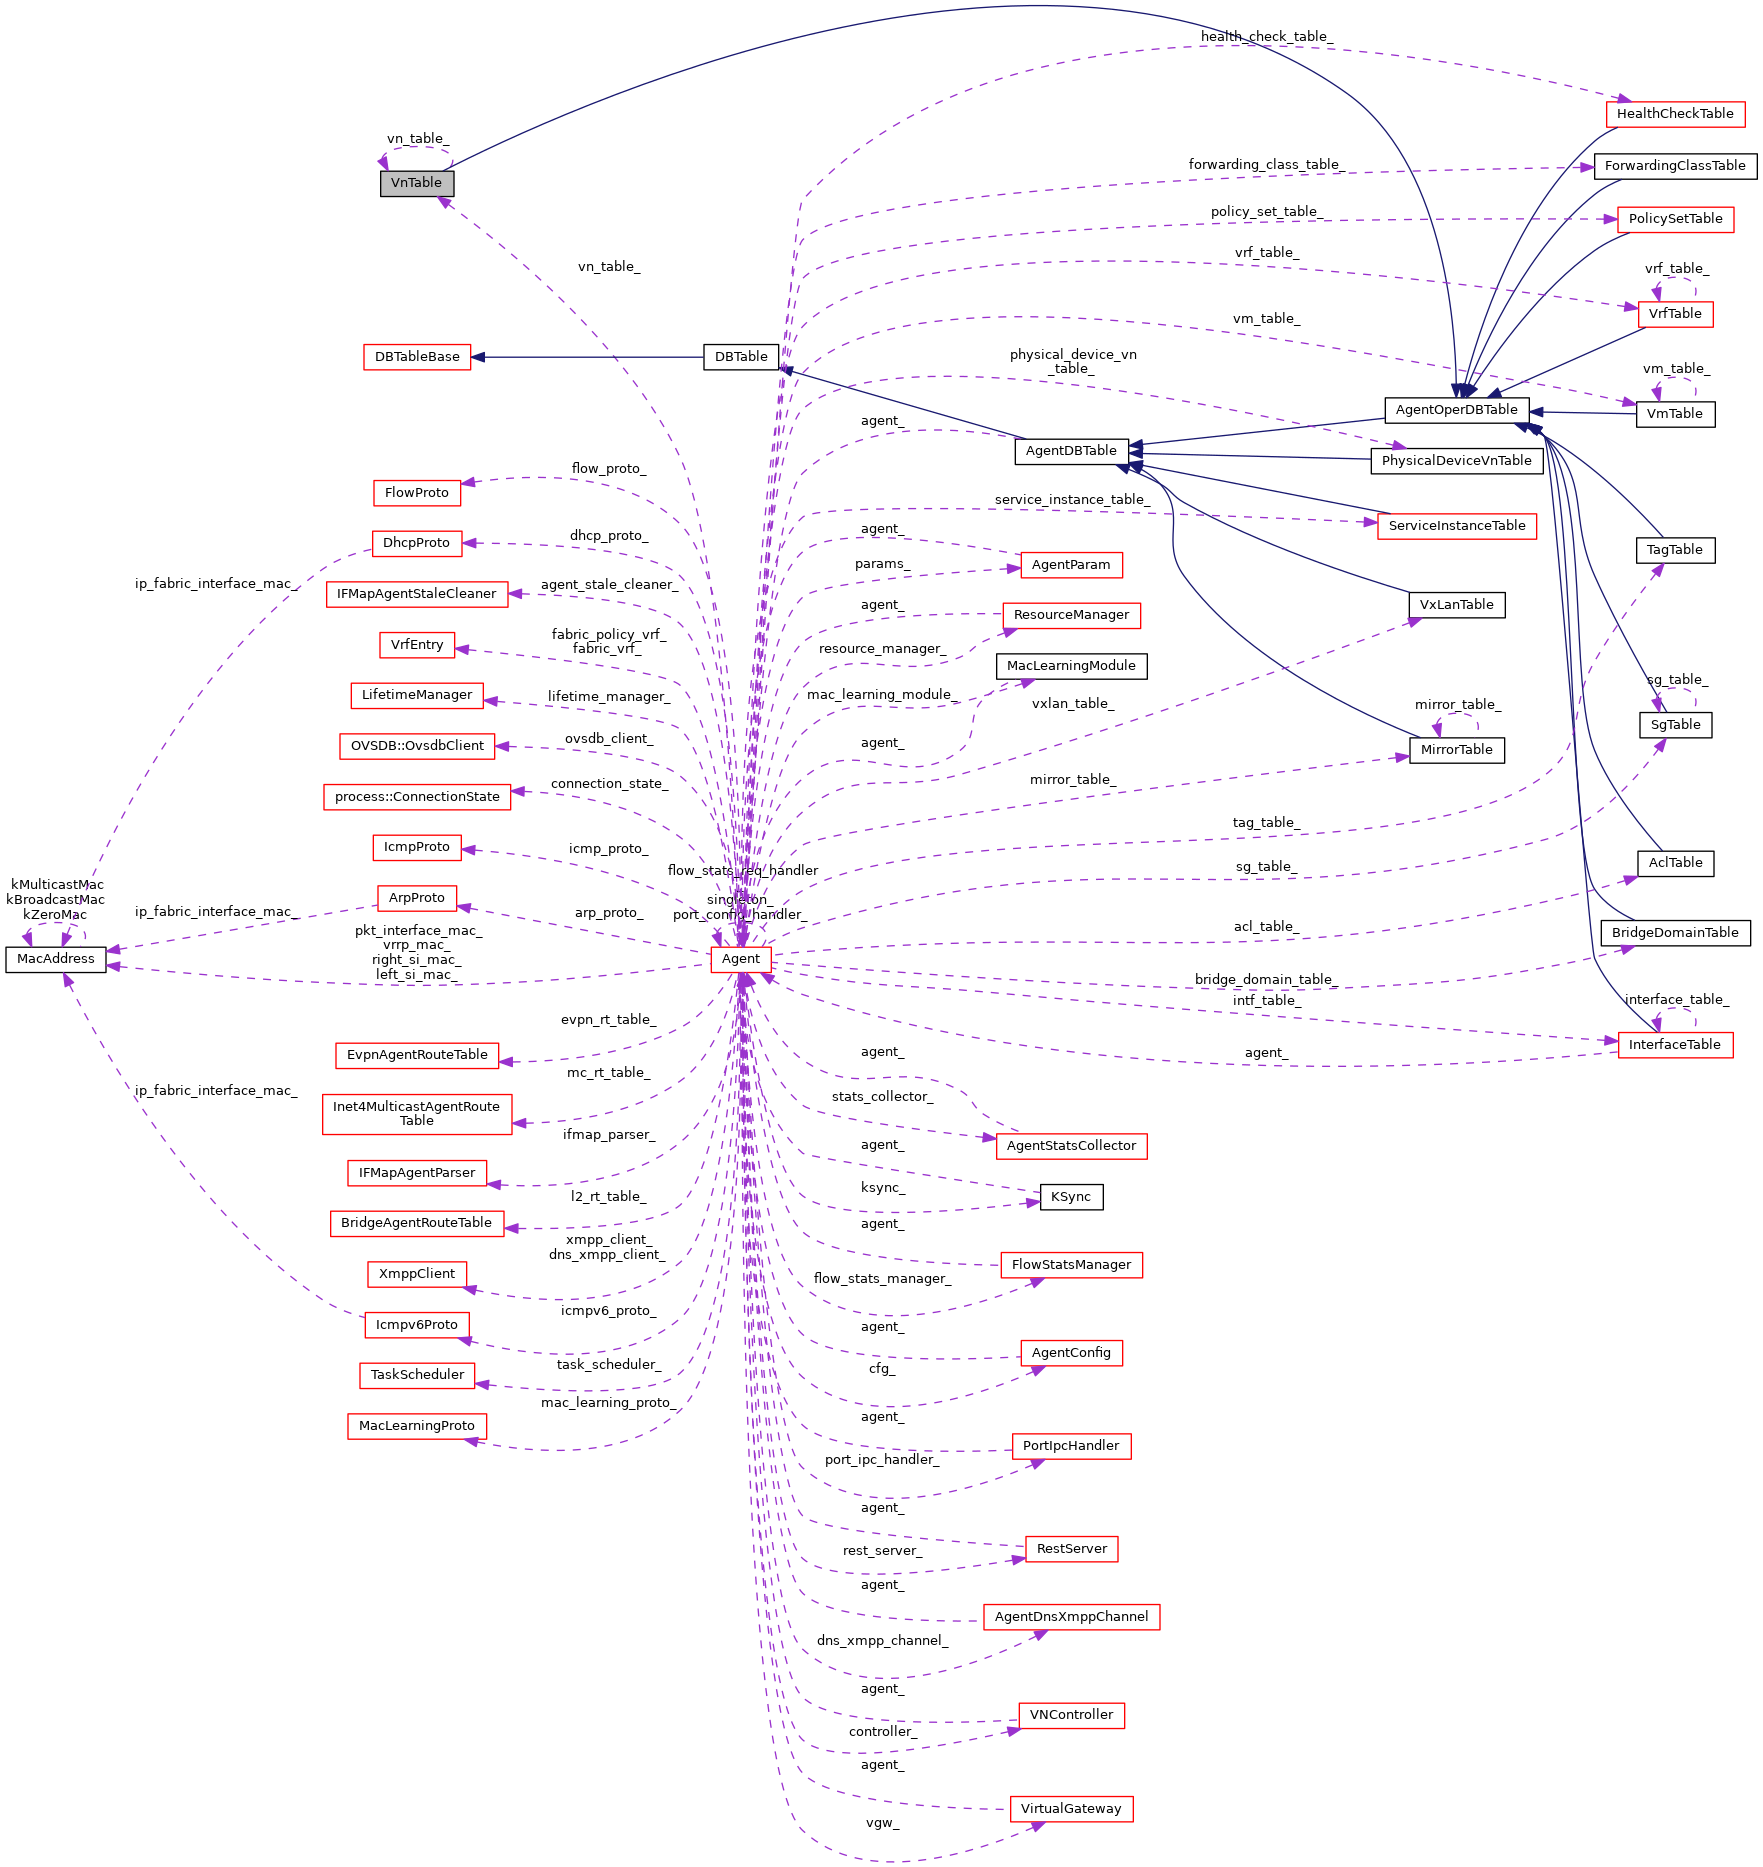 health_check_table_
HealthCheckTable
vn_table_
forwarding_class_table_
ForwardingClassTable
VnTable
policy_set_table_
PolicySetTable
vn_table_
vrf_table_
vrf_table_
VrfTable
vm_table_
DBTableBase
DBTable
physical_device_vn
_table_
vm_table_
AgentOperDBTable
VmTable
agent_
AgentDBTable
PhysicalDeviceVnTable
flow_proto_
FlowProto
service_instance_table_
ServiceInstanceTable
dhcp_proto_
DhcpProto
agent_
TagTable
params_
AgentParam
ip_fabric_interface_mac_
agent_stale_cleaner_
IFMapAgentStaleCleaner
agent_
ResourceManager
VxLanTable
fabric_policy_vrf_
fabric_vrf_
VrfEntry
resource_manager_
MacLearningModule
lifetime_manager_
LifetimeManager
mac_learning_module_
vxlan_table_
mirror_table_
sg_table_
SgTable
ovsdb_client_
OVSDB::OvsdbClient
agent_
MirrorTable
connection_state_
process::ConnectionState
mirror_table_
icmp_proto_
IcmpProto
tag_table_
flow_stats_req_handler
singleton_
port_config_handler_
sg_table_
AclTable
kMulticastMac
kBroadcastMac
kZeroMac
ip_fabric_interface_mac_
ArpProto
arp_proto_
acl_table_
BridgeDomainTable
MacAddress
pkt_interface_mac_
vrrp_mac_
right_si_mac_
left_si_mac_
Agent
bridge_domain_table_
intf_table_
interface_table_
evpn_rt_table_
EvpnAgentRouteTable
agent_
agent_
InterfaceTable
mc_rt_table_
Inet4MulticastAgentRoute
Table
ip_fabric_interface_mac_
stats_collector_
AgentStatsCollector
ifmap_parser_
IFMapAgentParser
agent_
ksync_
KSync
l2_rt_table_
BridgeAgentRouteTable
agent_
xmpp_client_
dns_xmpp_client_
XmppClient
FlowStatsManager
flow_stats_manager_
icmpv6_proto_
Icmpv6Proto
agent_
AgentConfig
task_scheduler_
TaskScheduler
cfg_
mac_learning_proto_
MacLearningProto
agent_
PortIpcHandler
port_ipc_handler_
agent_
RestServer
rest_server_
agent_
AgentDnsXmppChannel
dns_xmpp_channel_
agent_
VNController
controller_
agent_
VirtualGateway
vgw_